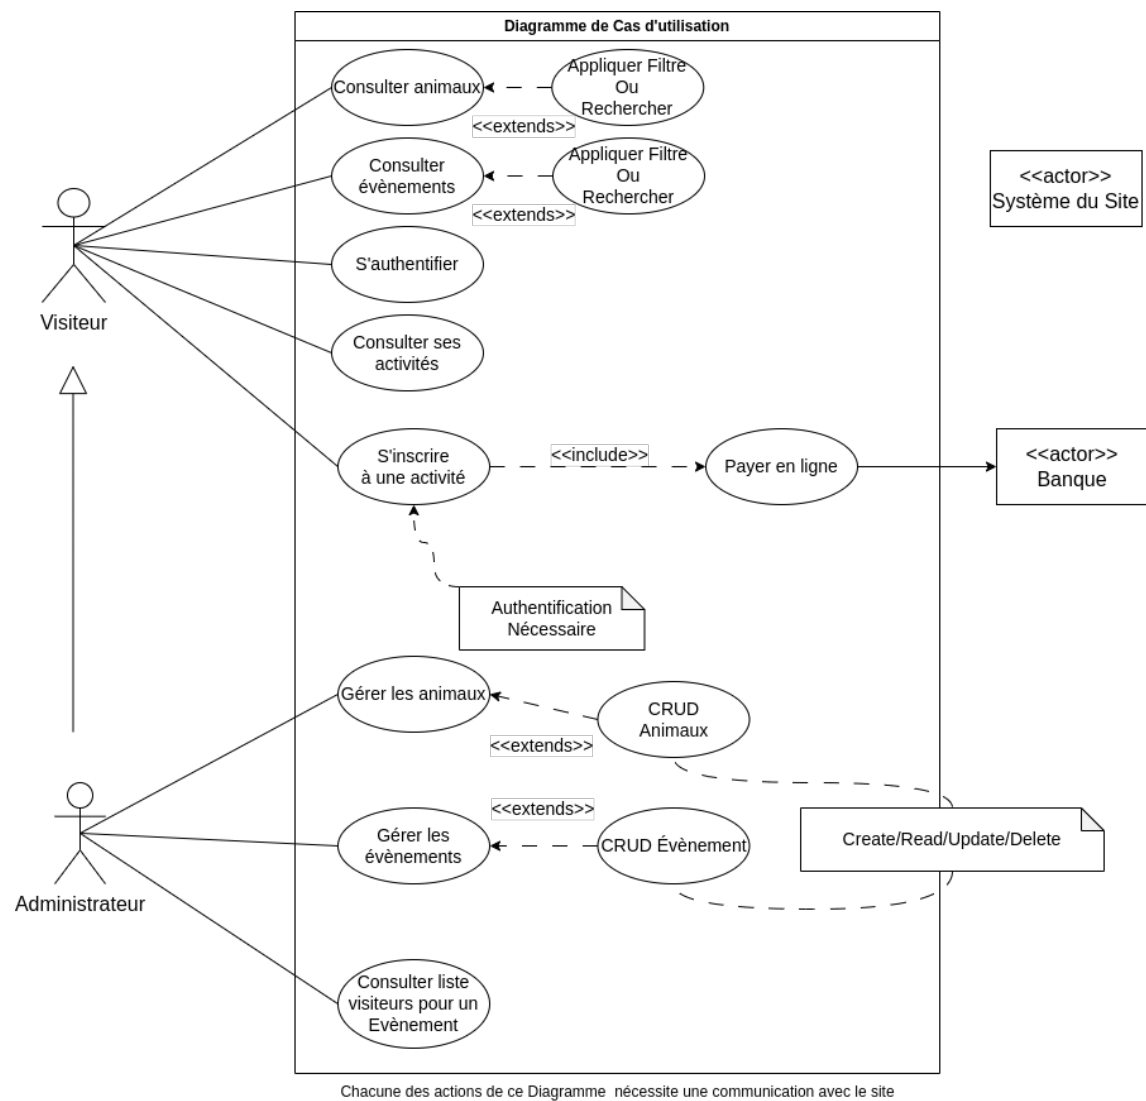 Diagramme de Cas d'utilisation
Consulter animaux
Appliquer Filtre
Ou
Rechercher
<<extends>>
Consulter
évènements
Appliquer Filtre
Ou
Rechercher
<<extends>>
<<actor>>
Système du Site
S'authentifier
Visiteur
Consulter ses
activités
S'inscrire
à une activité
<<include>>
Payer en ligne
<<actor>>
Banque
Authentification
Nécessaire
Gérer les animaux
CRUD
Animaux
<<extends>>
<<extends>>
Gérer les
évènements
CRUD Évènement
Create/Read/Update/Delete
Administrateur
Consulter liste
visiteurs pour un
Evènement
Chacune des actions de ce Diagramme  nécessite une communication avec le site